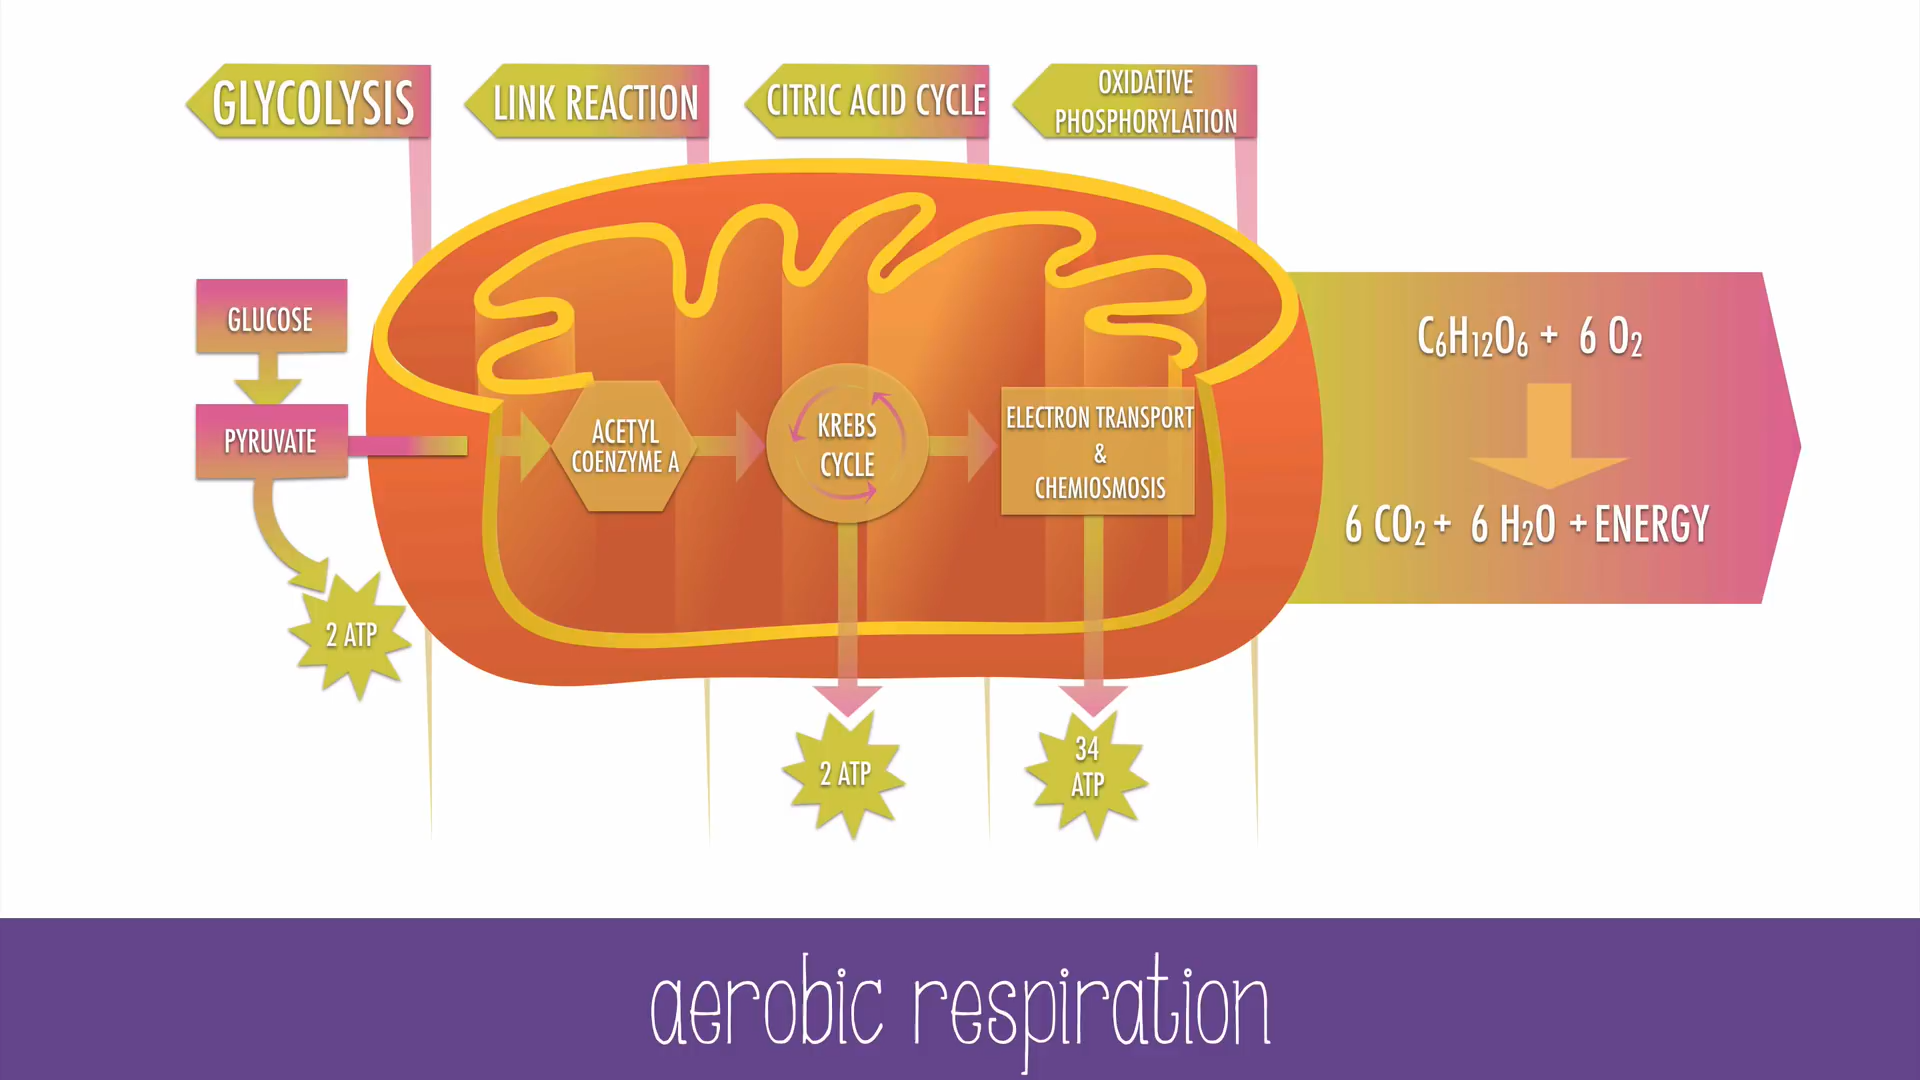 GLYCOLYSIS
LINK REACTION
CITRIC ACID CYCLE
OXIDATIVE
PHOSPHORYLATION
GLUCOSE
PYRUVATE
2 ATP
ACETYL
COENZYME A
KREBS
CYCLE
2 ATP
ELECTRON TRANSPORT
&
CHEMIOSMOSIS
34
ATP
C₆H₁₂O₆ + 6 O₂
6 CO₂ + 6 H₂O + ENERGY
aerobic respiration